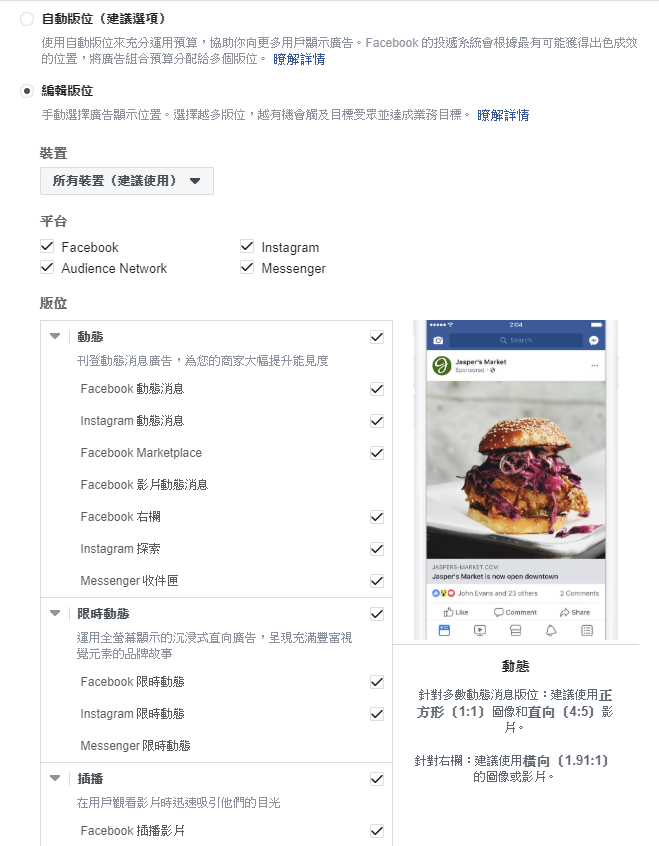 自動版位（建議選項）
使用自動版位來充分運用預算，協助你向更多用戶顯示廣告。Facebook 的投遞系統會根據最有可能獲得出色成效
的位置，將廣告組合預算分配給多個版位。 瞭解詳情
編輯版位
手動選擇廣告顯示位置。選擇越多版位，越有機會觸及目標受眾並達成業務目標。 瞭解詳情
裝置
所有裝置（建議使用）
平台
Facebook
Instagram
Audience Network
Messenger
版位
動態
刊登動態消息廣告，為您的商家大幅提升能見度
Facebook 動態消息
Instagram 動態消息
Facebook Marketplace
Facebook 影片動態消息
Facebook 右欄
Instagram 探索
Messenger 收件匣
限時動態
運用全螢幕顯示的沉浸式直向廣告，呈現充滿豐富視
覺元素的品牌故事
Facebook 限時動態
Instagram 限時動態
Messenger 限時動態
插播
在用戶觀看影片時迅速吸引他們的目光
Facebook 插播影片
2:04
Search
Jasper's Market
Sponsored
JASPERS-MARKET.COM
Jasper's Market is now open downtown
John Evans and 23 others
2 Comments
Like
Comment
Share
動態
針對多數動態消息版位：建議使用正
方形（1:1）圖像和直向（4:5）影
片。
針對右欄：建議使用橫向（1.91:1）
的圖像或影片。